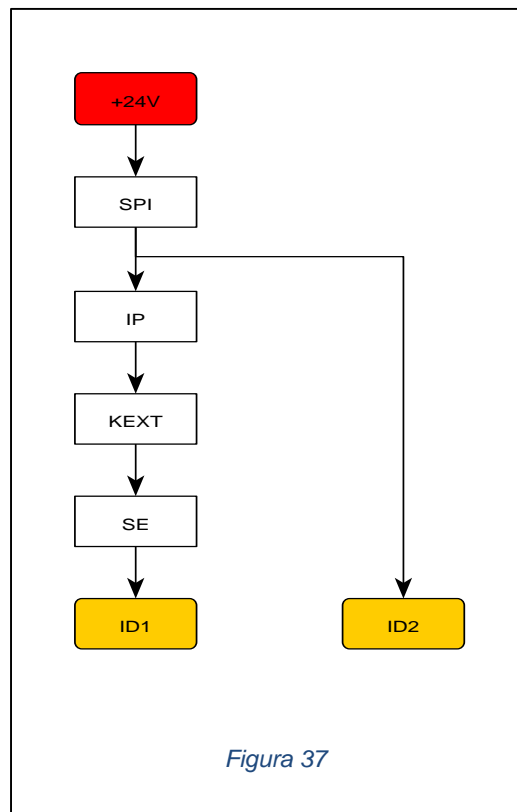 +24V
SPI
IP
KEXT
SE
ID1
ID2
Figura 37